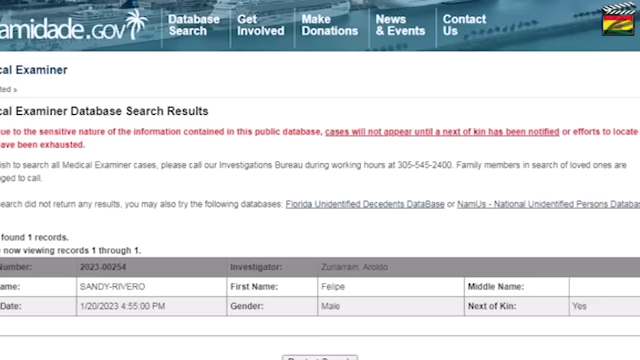 amidade.gov
Database Search
Get Involved
Make Donations
News & Events
Contact Us
cal Examiner
ted »
cal Examiner Database Search Results
ue to the sensitive nature of the information contained in this public database, cases will not appear until a next of kin has been notified or efforts to locate
ave been exhausted.
ish to search all Medical Examiner cases, please call our Investigations Bureau during working hours at 305-545-2400. Family members in search of loved ones are
nged to call.
earch did not return any results, you may also try the following databases: Florida Unidentified Decedents DataBase or NamUs - National Unidentified Persons Databas
found 1 records.
now viewing records 1 through 1.
Number: 2023-00254 Investigator: Zuriarrain, Aroldo
ame: SANDY-RIVERO First Name: Felipe Middle Name:
Date: 1/20/2023 4:55:00 PM Gender: Male Next of Kin: Yes